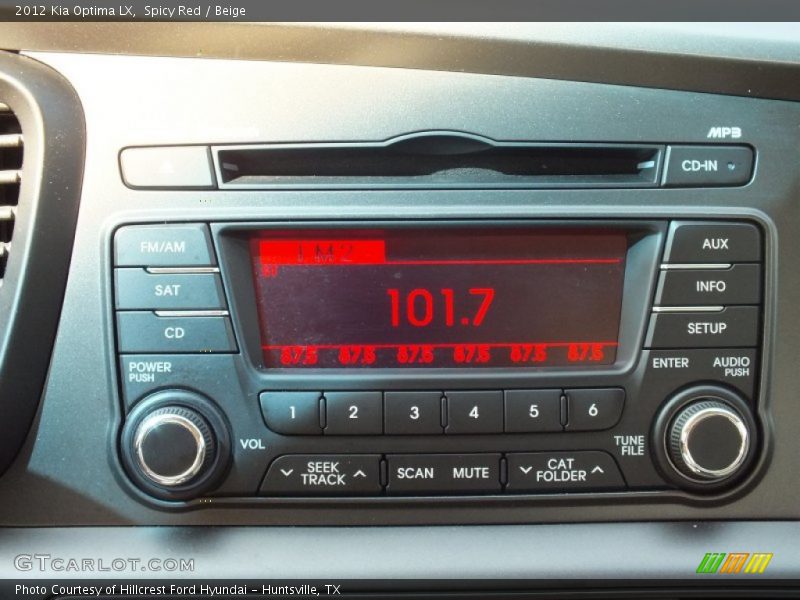 2012 Kia Optima LX, Spicy Red / Beige
MP3
CD-IN
FM/AM
SAT
CD
FM2
101.7
87.5 87.5 87.5 87.5 87.5 87.5
AUX
INFO
SETUP
POWER
PUSH
ENTER
AUDIO
PUSH
1 2 3 4 5 6
VOL
TUNE
FILE
SEEK
TRACK
SCAN MUTE
CAT
FOLDER
GTCARLOT.COM
Photo Courtesy of Hillcrest Ford Hyundai – Huntsville, TX